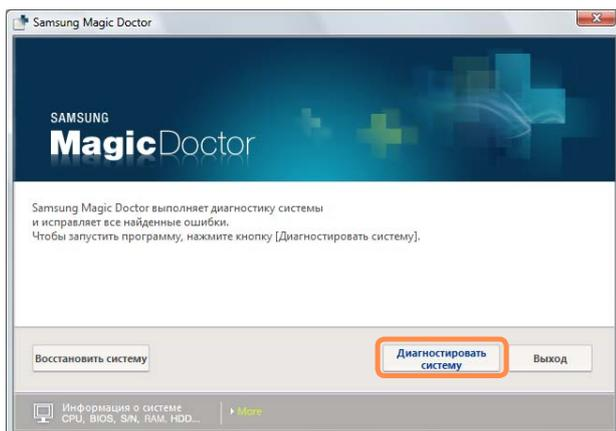 Samsung Magic Doctor
SAMSUNG
MagicDoctor
Samsung Magic Doctor выполняет диагностику системы
и исправляет все найденные ошибки.
Чтобы запустить программу, нажмите кнопку [Диагностировать систему].
Восстановить систему
Диагностировать
систему
Выход
Информация о системе
CPU, BIOS, S/N, RAM, HDD...
More